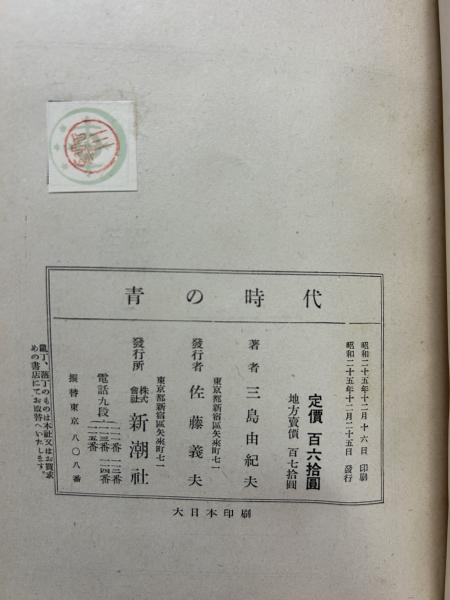 青の時代
昭和二十五年十二月十六日 印刷
昭和二十五年十二月二十五日 發行
定價 百六拾圓
地方賣價 百七拾圓
著者 三島由紀夫
東京都新宿區矢來町七一
發行者 佐藤義夫
東京都新宿區矢來町七一
發行所 株式會社 新潮社
電話九段
振替東京八〇八番
亂丁、落丁のものは本社又はお買求
めの書店にてお取替へいたします。
大日本印刷